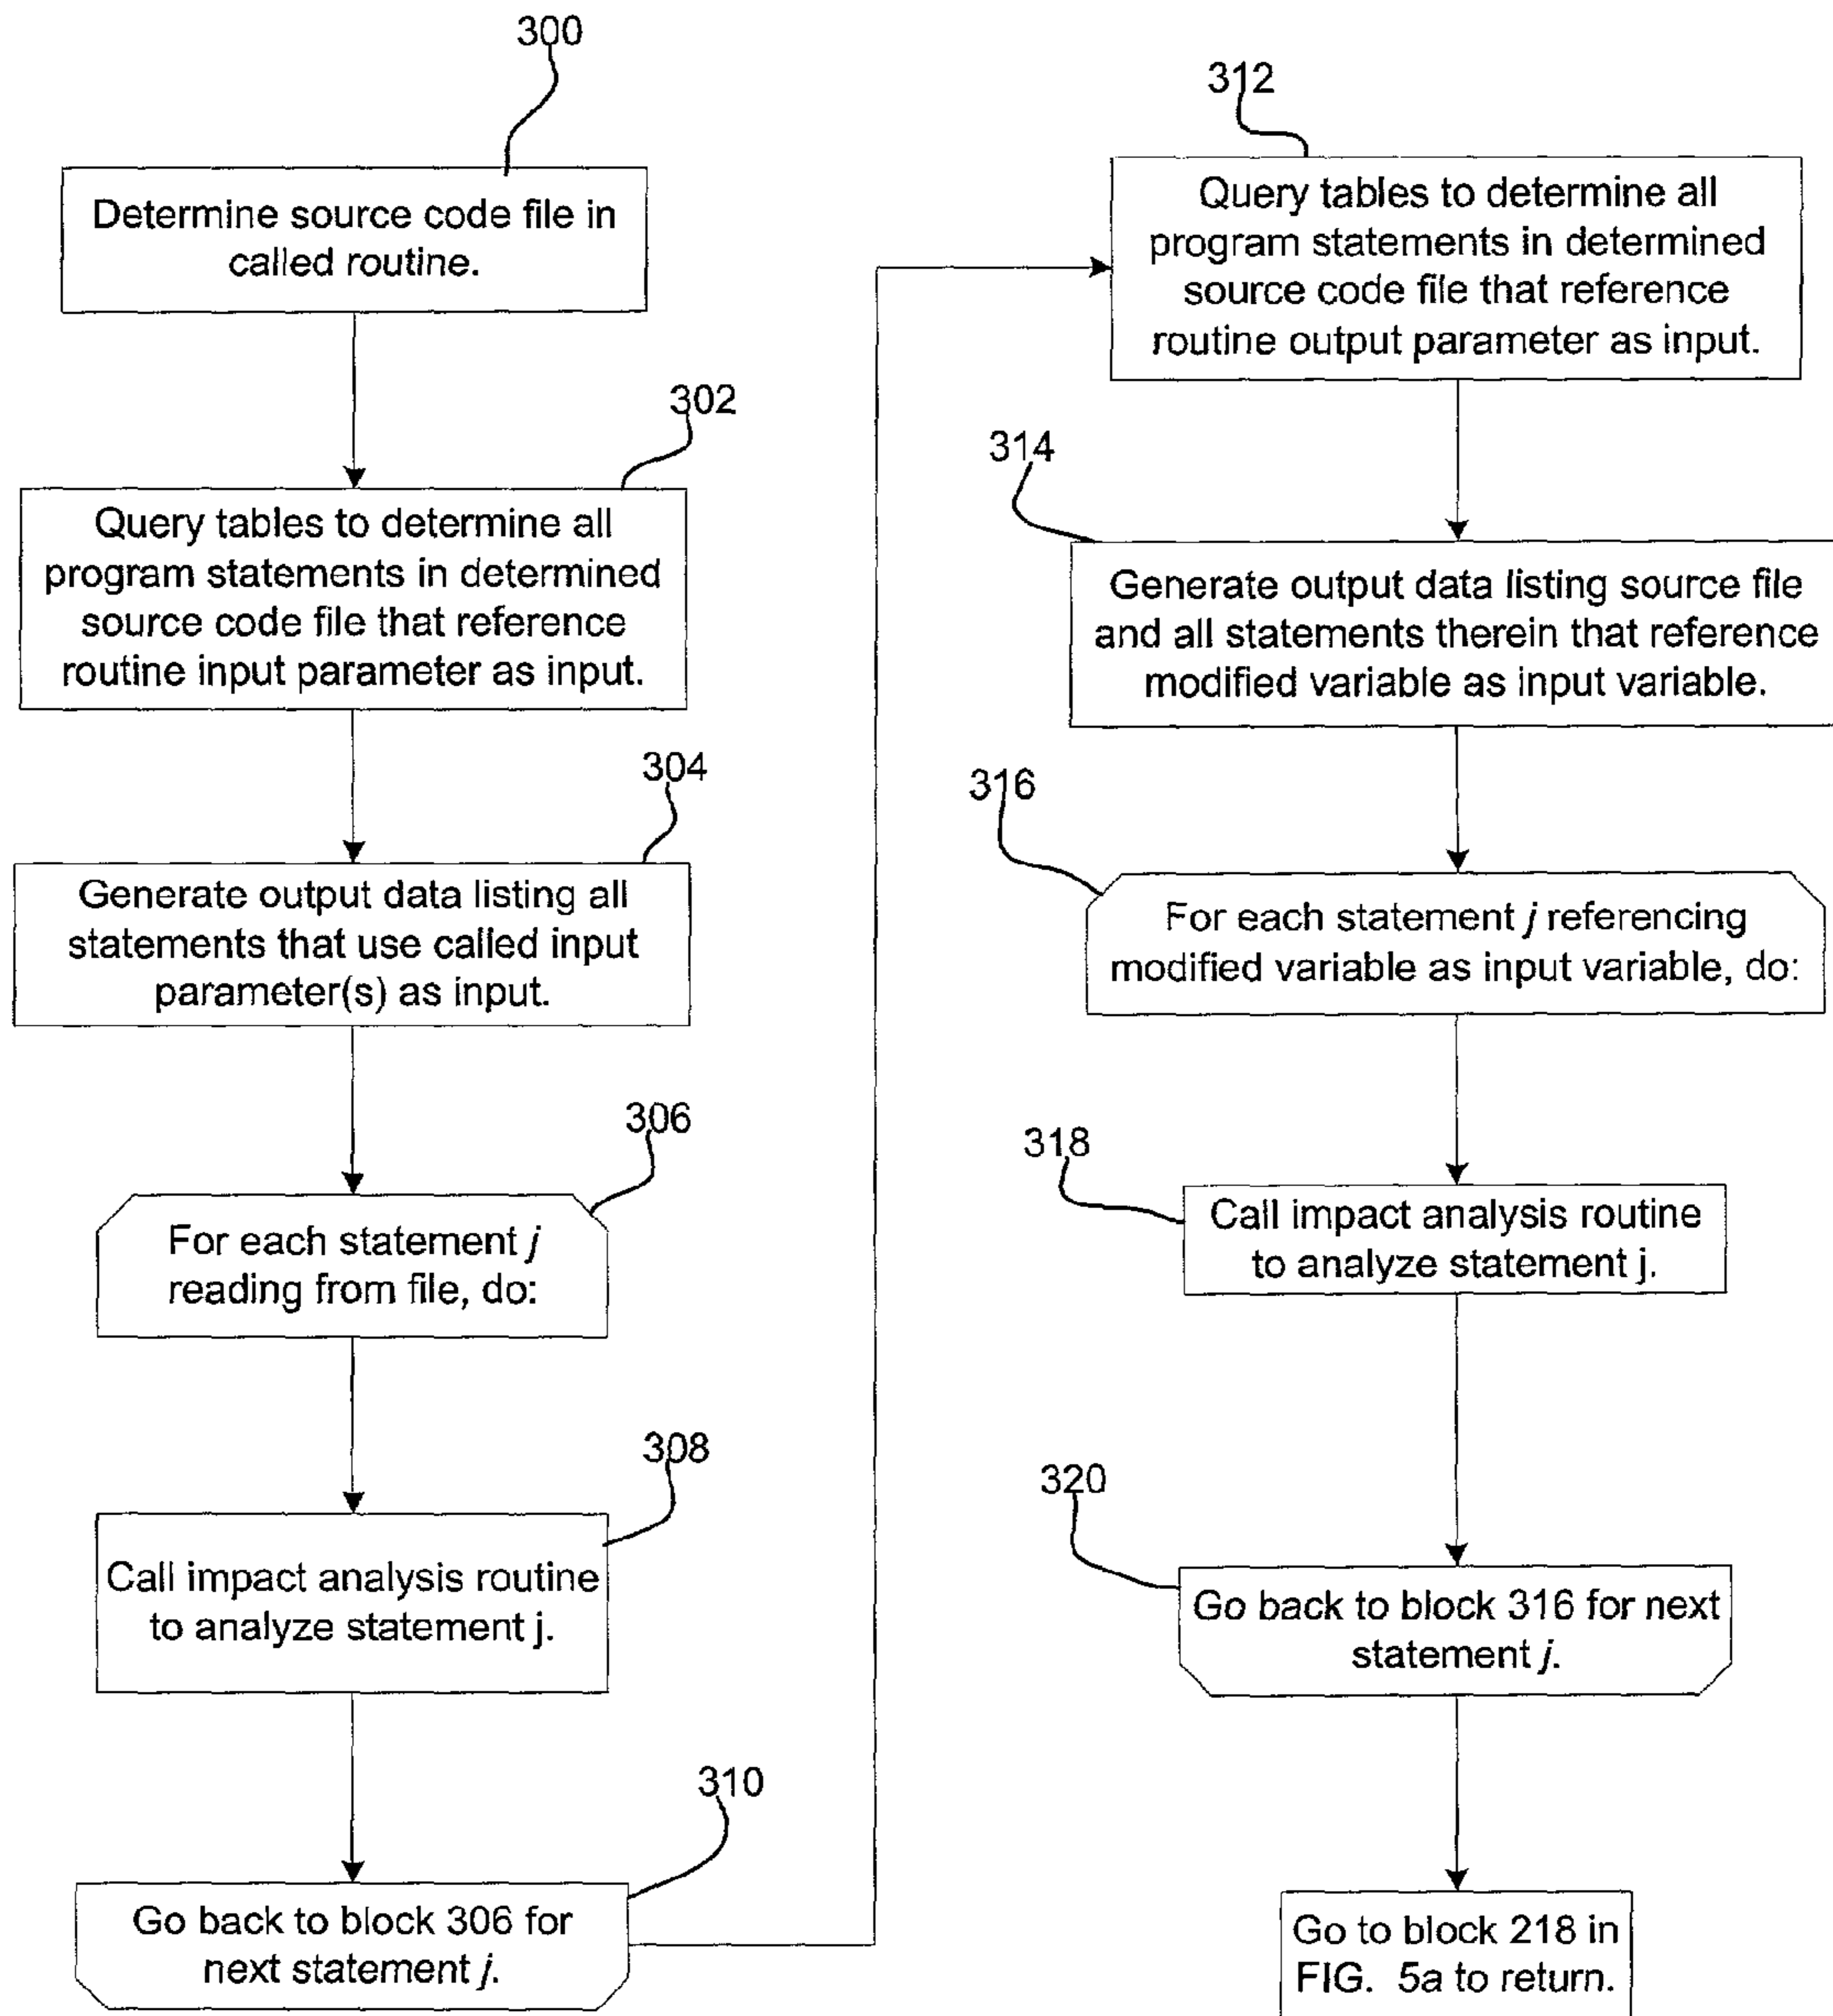 300
Determine source code file in
called routine.
302
Query tables to determine all
program statements in determined
source code file that reference
routine input parameter as input.
304
Generate output data listing all
statements that use called input
parameter(s) as input.
306
For each statement j
reading from file, do:
308
Call impact analysis routine
to analyze statement j.
310
Go back to block 306 for
next statement j.
312
Query tables to determine all
program statements in determined
source code file that reference
routine output parameter as input.
314
Generate output data listing source file
and all statements therein that reference
modified variable as input variable.
316
For each statement j referencing
modified variable as input variable, do:
318
Call impact analysis routine
to analyze statement j.
320
Go back to block 316 for next
statement j.
Go to block 218 in
FIG. 5a to return.